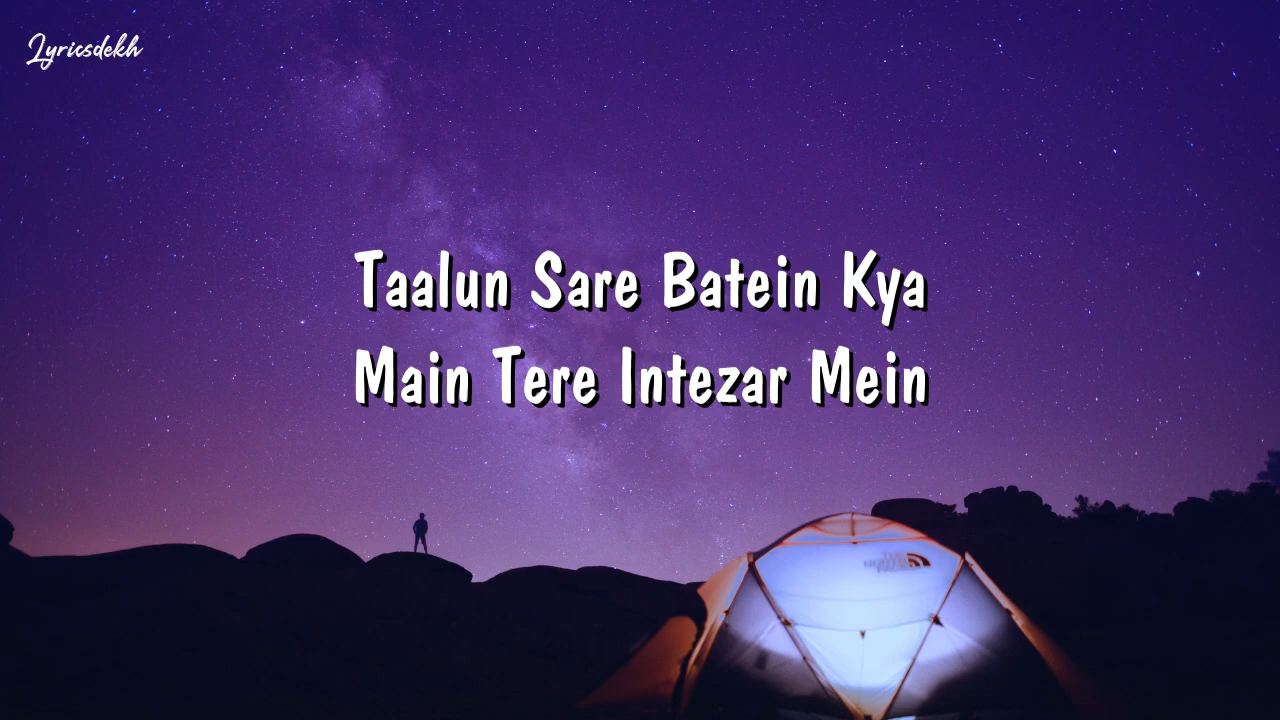 Lyricsdekh
Taalun Sare Batein Kya
Main Tere Intezar Mein
THE
NORTH
FACE